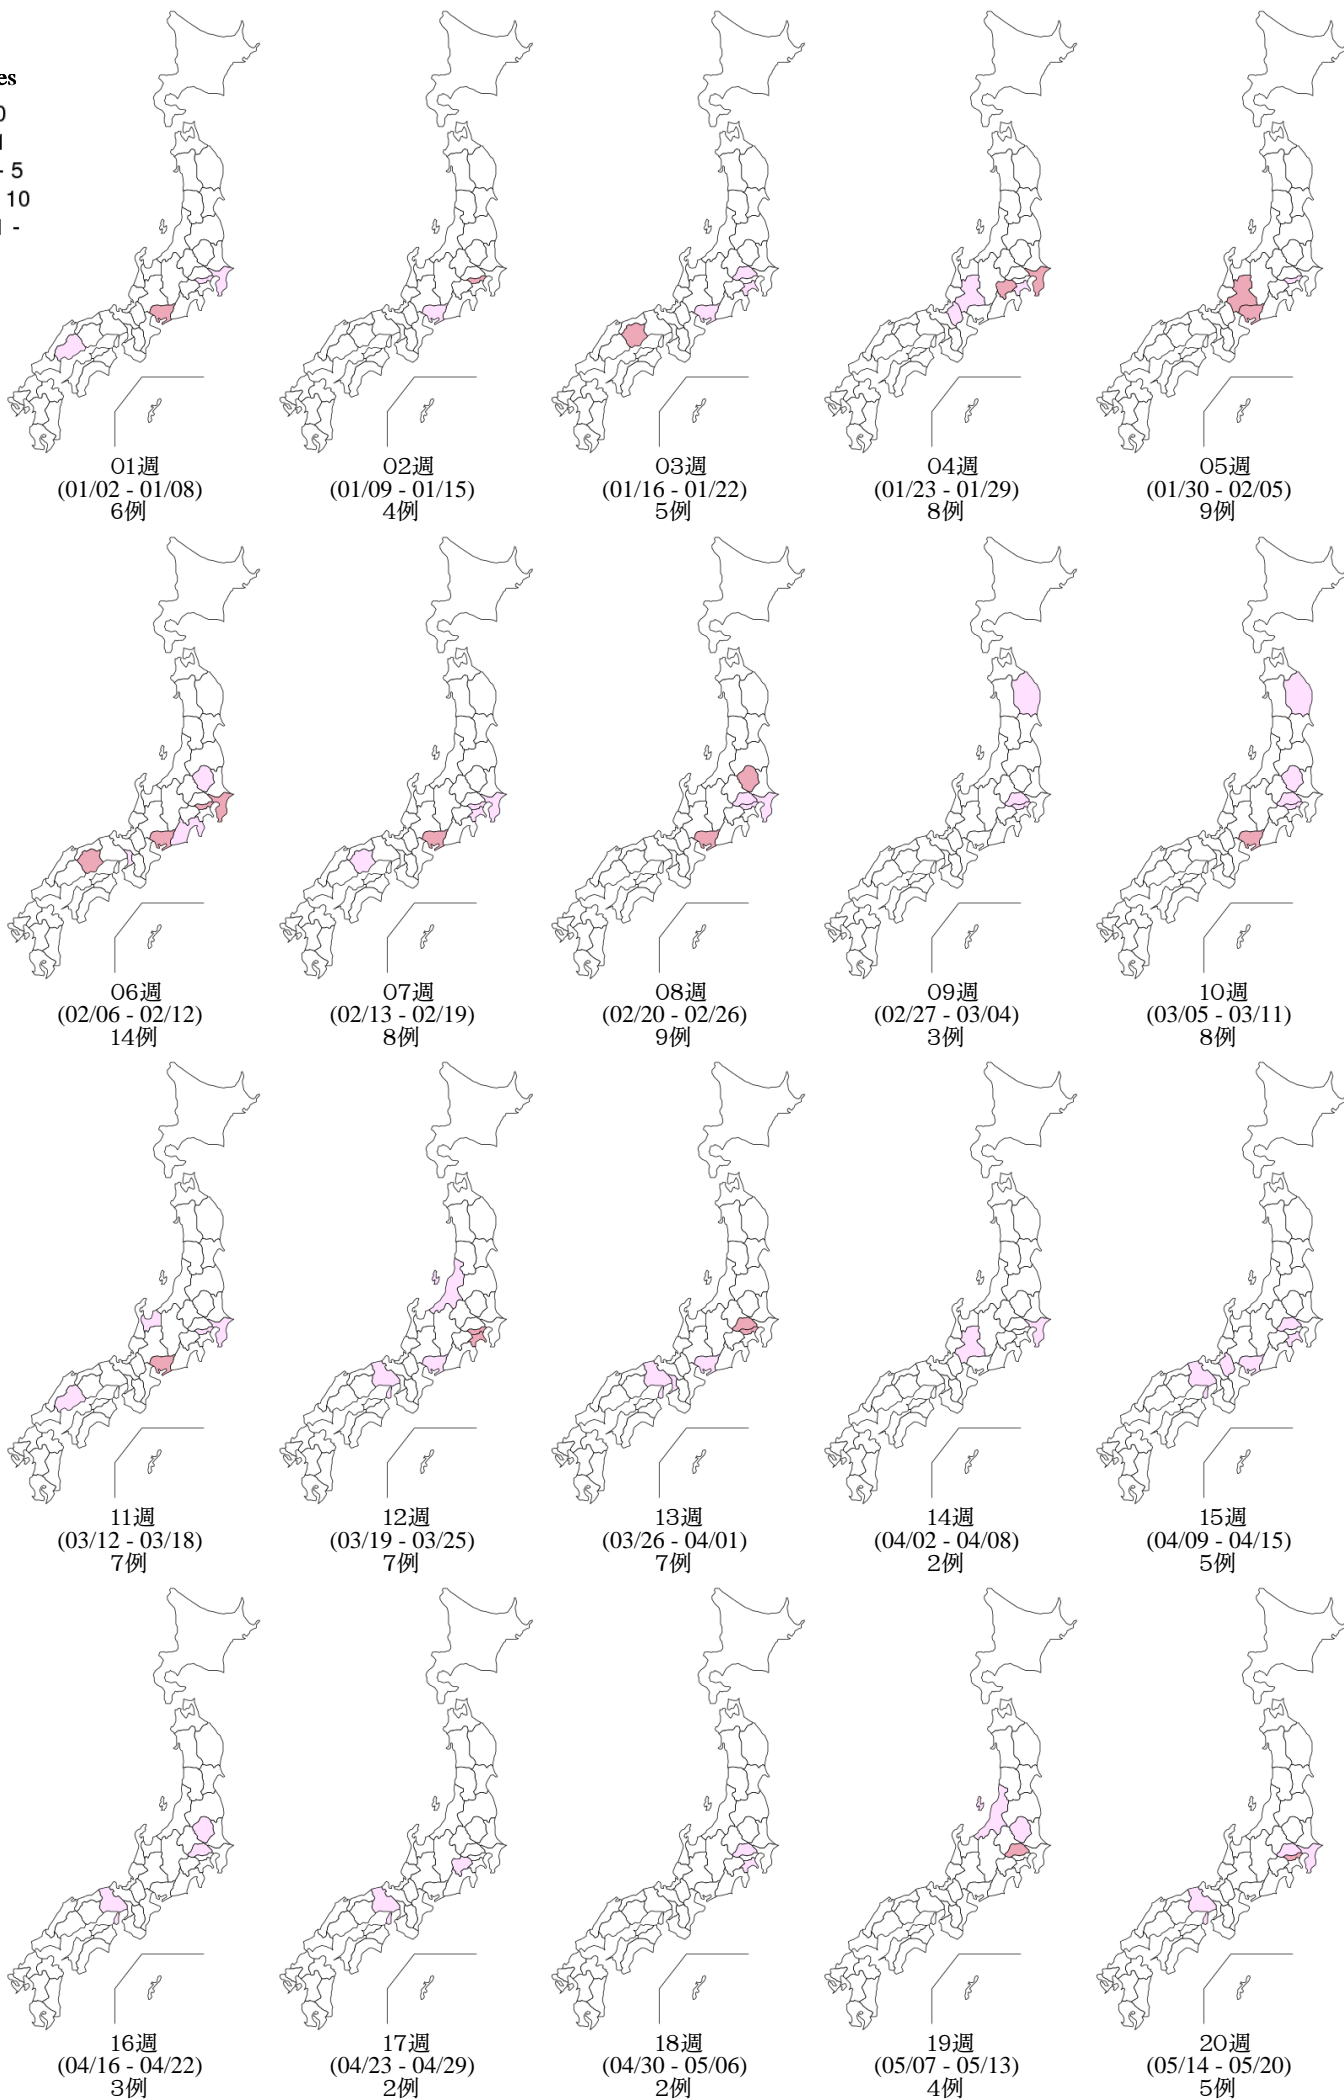 es
0
1
- 5
10
1 -
01週
(01/02 - 01/08)
6例
02週
(01/09 - 01/15)
4例
03週
(01/16 - 01/22)
5例
04週
(01/23 - 01/29)
8例
05週
(01/30 - 02/05)
9例
06週
(02/06 - 02/12)
14例
07週
(02/13 - 02/19)
8例
08週
(02/20 - 02/26)
9例
09週
(02/27 - 03/04)
3例
10週
(03/05 - 03/11)
8例
11週
(03/12 - 03/18)
7例
12週
(03/19 - 03/25)
7例
13週
(03/26 - 04/01)
7例
14週
(04/02 - 04/08)
2例
15週
(04/09 - 04/15)
5例
16週
(04/16 - 04/22)
3例
17週
(04/23 - 04/29)
2例
18週
(04/30 - 05/06)
2例
19週
(05/07 - 05/13)
4例
20週
(05/14 - 05/20)
5例